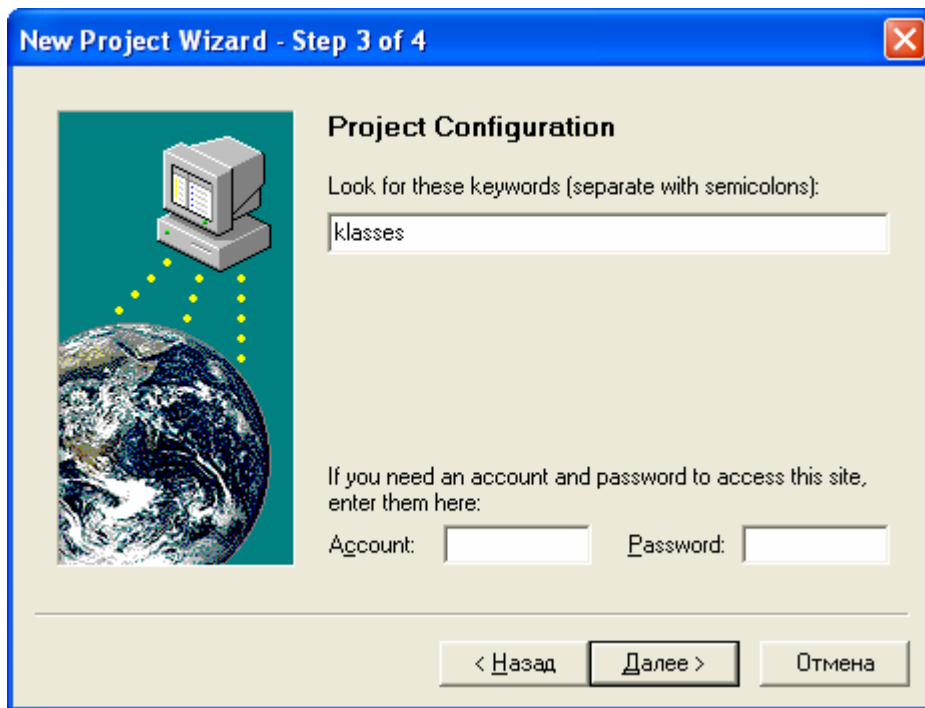 New Project Wizard - Step 3 of 4
Project Configuration
Look for these keywords (separate with semicolons):
klasses
If you need an account and password to access this site,
enter them here:
Account: Password:
< Назад Далее > Отмена